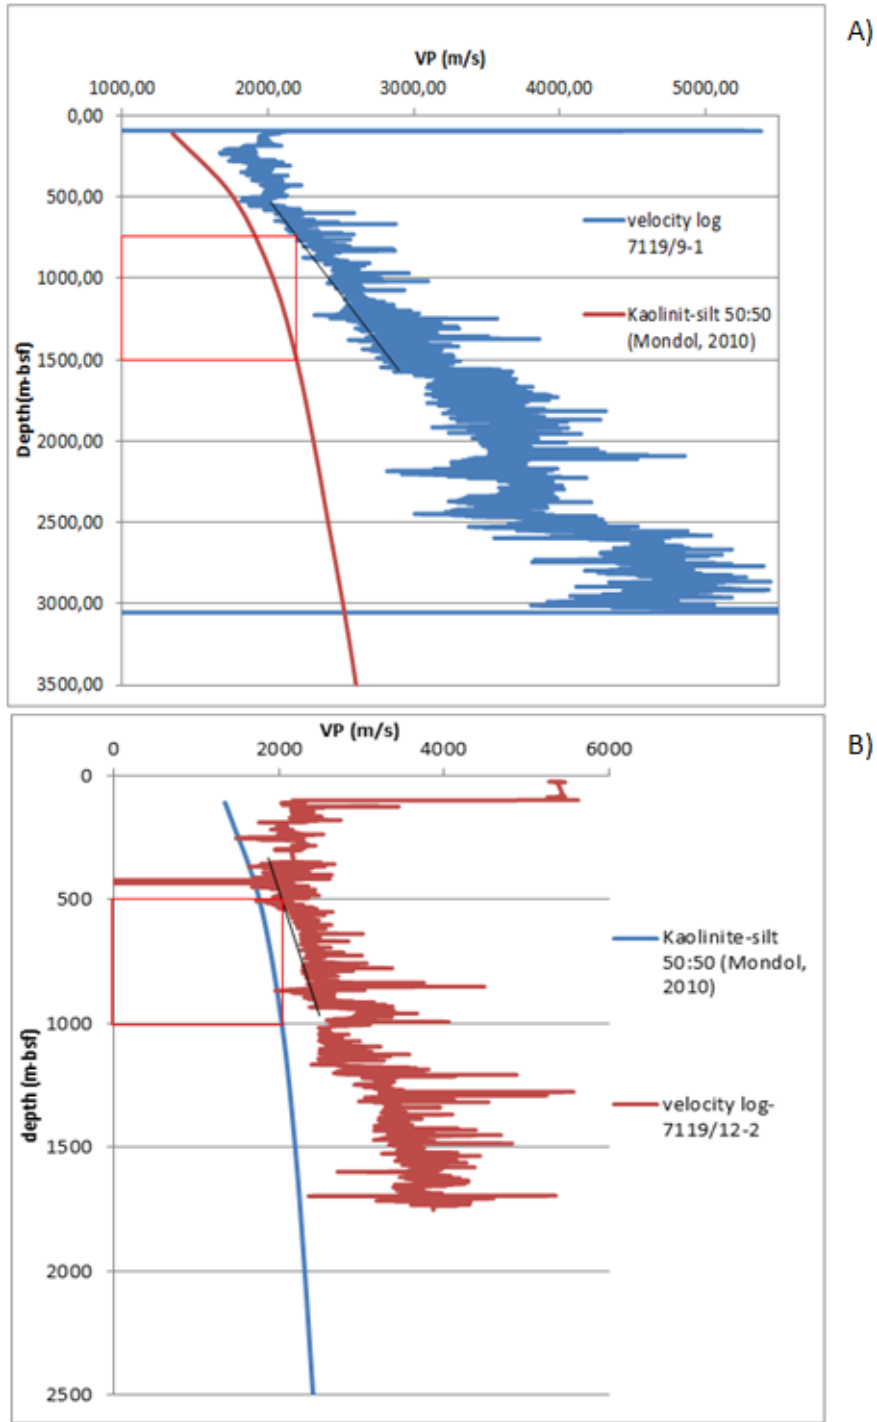 A)
VP (m/s)
1000,00 2000,00 3000,00 4000,00 5000,00
0,00
500,00
1000,00
1500,00
2000,00
2500,00
3000,00
3500,00
Depth(m-bsf)
velocity log
7119/9-1
Kaolinit-silt 50:50
(Mondol, 2010)
B)
VP (m/s)
0 2000 4000 6000
0
500
1000
1500
2000
2500
depth (m-bsf)
Kaolinite-silt
50:50 (Mondol,
2010)
velocity log-
7119/12-2